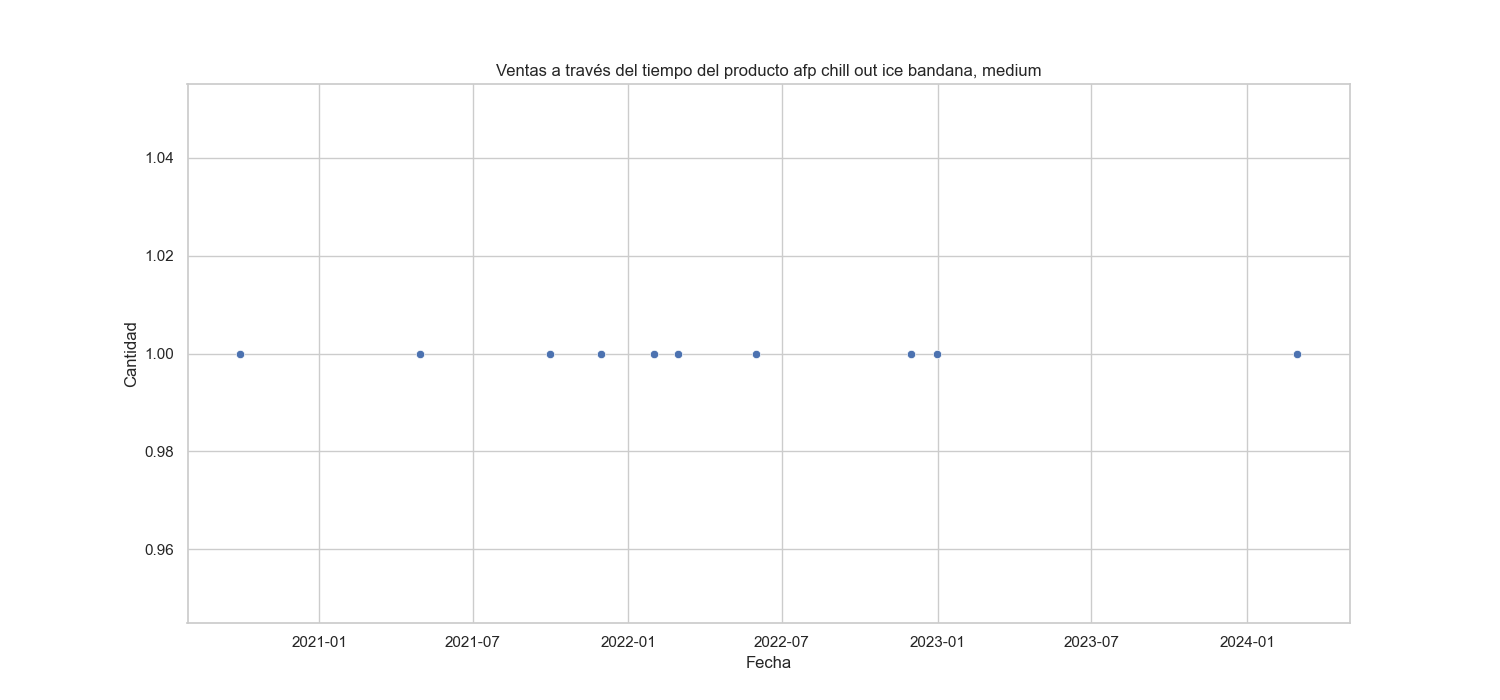 Ventas a través del tiempo del producto afp chill out ice bandana, medium
Cantidad
1.04
1.02
1.00
0.98
0.96
2021-01 2021-07 2022-01 2022-07 2023-01 2023-07 2024-01
Fecha